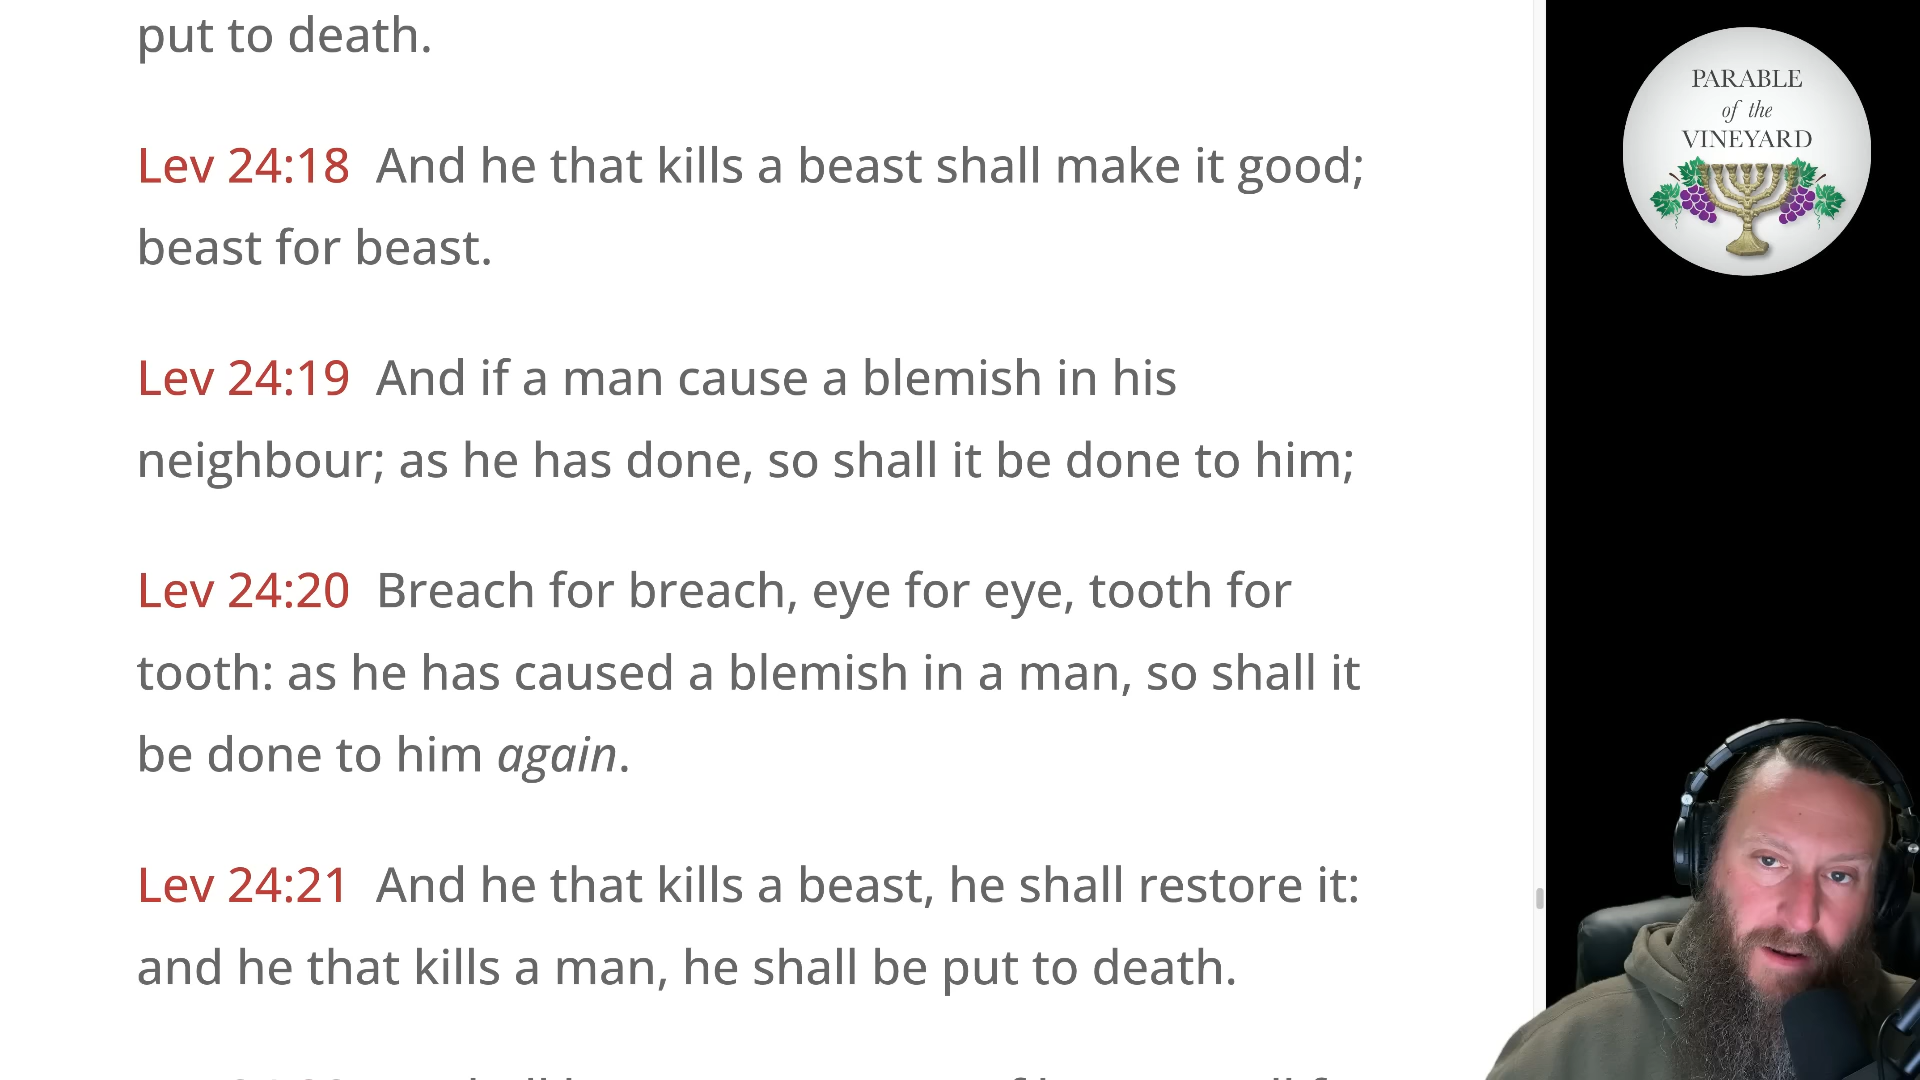 put to death.
Lev 24:18 And he that kills a beast shall make it good;
beast for beast.
Lev 24:19 And if a man cause a blemish in his
neighbour; as he has done, so shall it be done to him;
Lev 24:20 Breach for breach, eye for eye, tooth for
tooth: as he has caused a blemish in a man, so shall it
be done to him again.
Lev 24:21 And he that kills a beast, he shall restore it:
and he that kills a man, he shall be put to death.
PARABLE
of the
VINEYARD